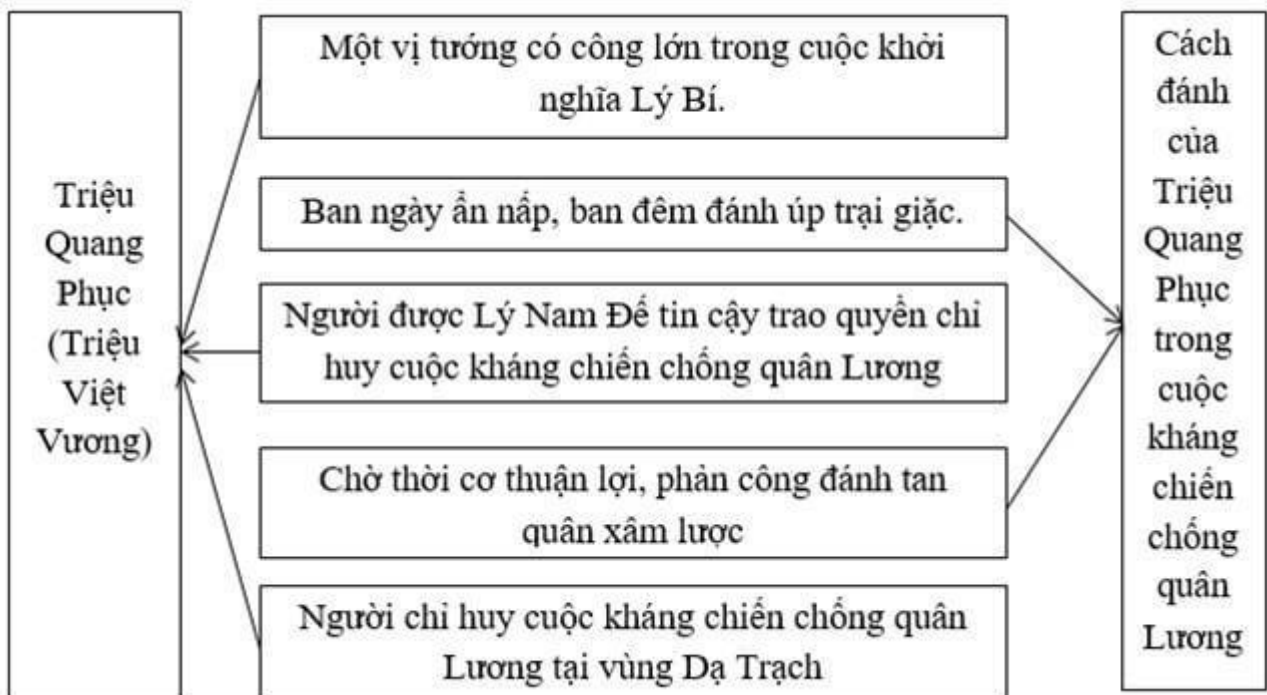 Triệu
Quang
Phục
(Triệu
Việt
Vương)
Một vị tướng có công lớn trong cuộc khởi
nghĩa Lý Bí.
Ban ngày ẩn nấp, ban đêm đánh úp trại giặc.
Người được Lý Nam Đế tin cậy trao quyền chỉ
huy cuộc kháng chiến chống quân Lương
Chờ thời cơ thuận lợi, phản công đánh tan
quân xâm lược
Người chỉ huy cuộc kháng chiến chống quân
Lương tại vùng Dạ Trạch
Cách
đánh
của
Triệu
Quang
Phục
trong
cuộc
kháng
chiến
chống
quân
Lương